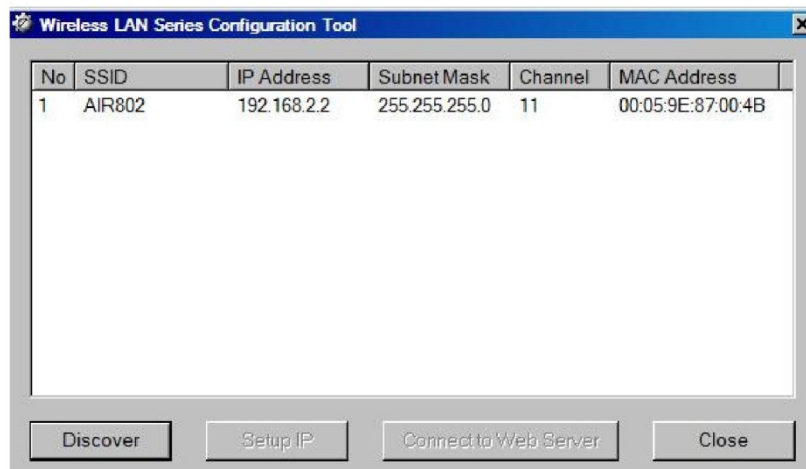 Wireless LAN Series Configuration Tool
No SSID IP Address Subnet Mask Channel MAC Address
1 AIR802 192.168.2.2 255.255.255.0 11 00:05:9E:87:00:4B
Discover Setup IP Connect to Web Server Close